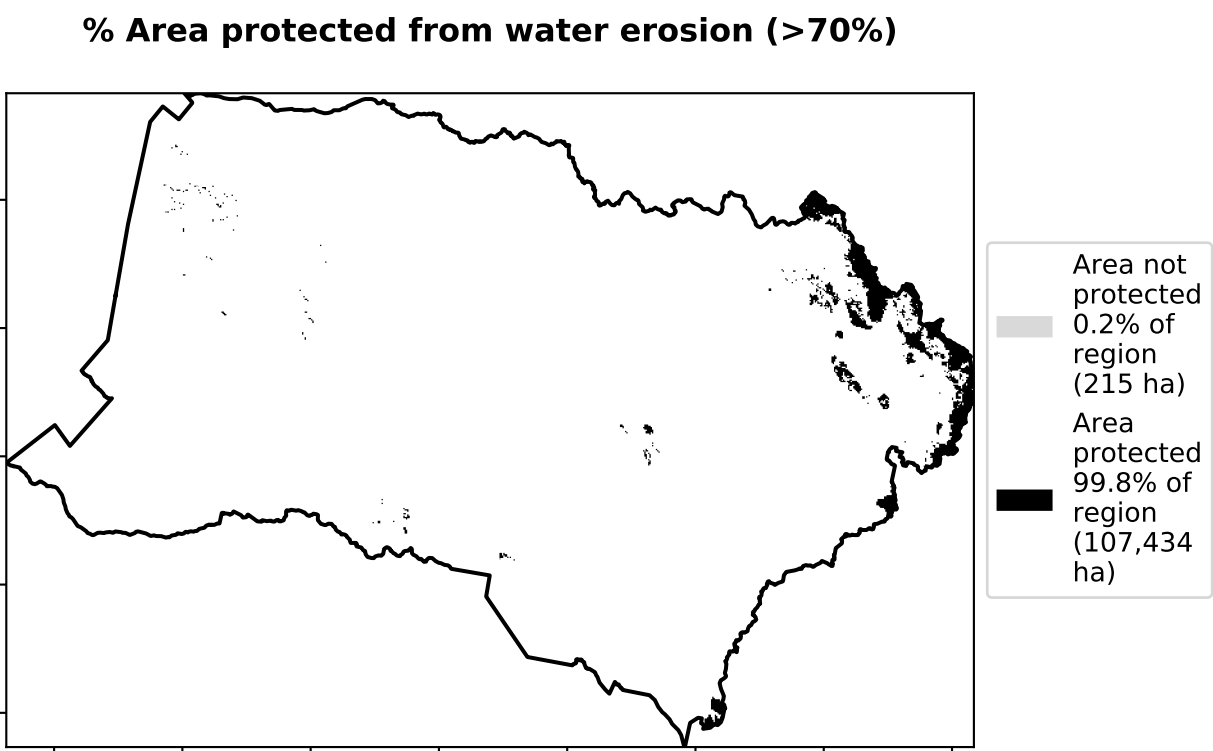 % Area protected from water erosion (>70%)
Area not
protected
0.2% of
region
(215 ha)
Area
protected
99.8% of
region
(107,434
ha)